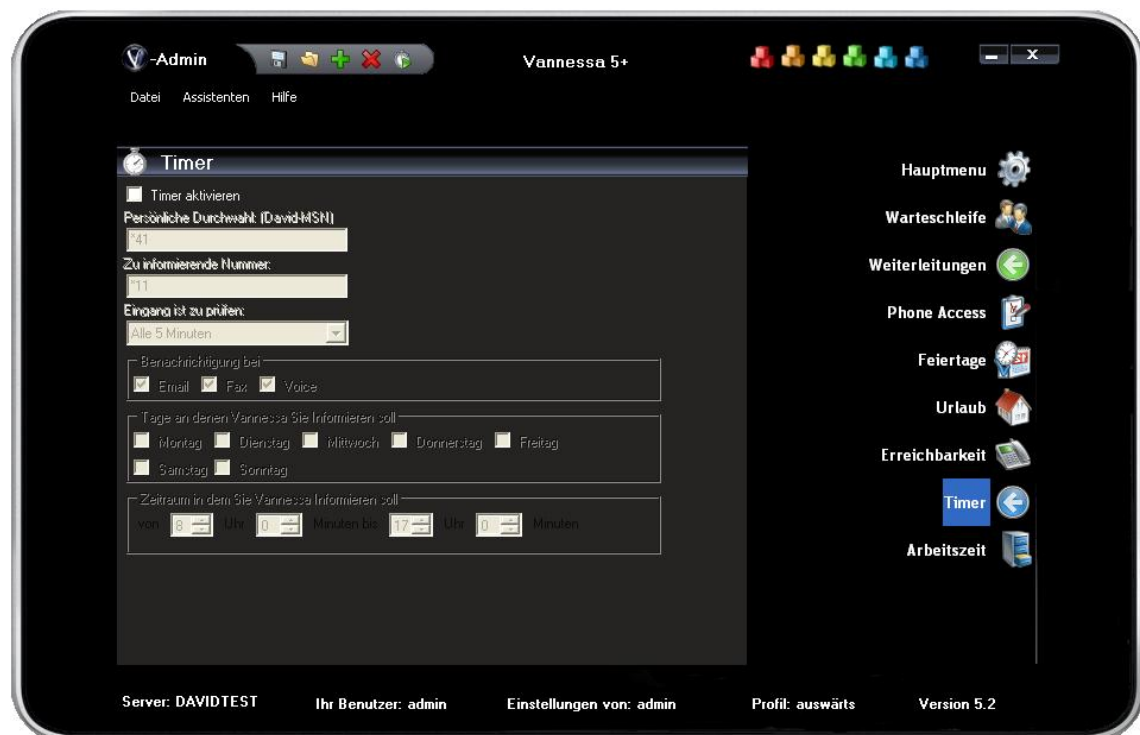 V-Admin
Vannessa 5+
X
Datei Assistenten Hilfe
Timer
Timer aktivieren
Persönliche Durchwahl: (David-MSN)
*41
Zu informierende Nummer:
*11
Eingang ist zu prüfen:
Alle 5 Minuten
Benachrichtigung bei
Email Fax Voice
Tage an denen Vannessa Sie Informieren soll
Montag Dienstag Mittwoch Donnerstag Freitag
Samstag Sonntag
Zeitraum in dem Sie Vannessa Informieren soll
von 8 Uhr 0 Minuten bis 17 Uhr 0 Minuten
Hauptmenu
Warteschleife
Weiterleitungen
Phone Access
Feiertage
Urlaub
Erreichbarkeit
Timer
Arbeitszeit
Server: DAVIDTEST Ihr Benutzer: admin Einstellungen von: admin Profil: auswärts Version 5.2